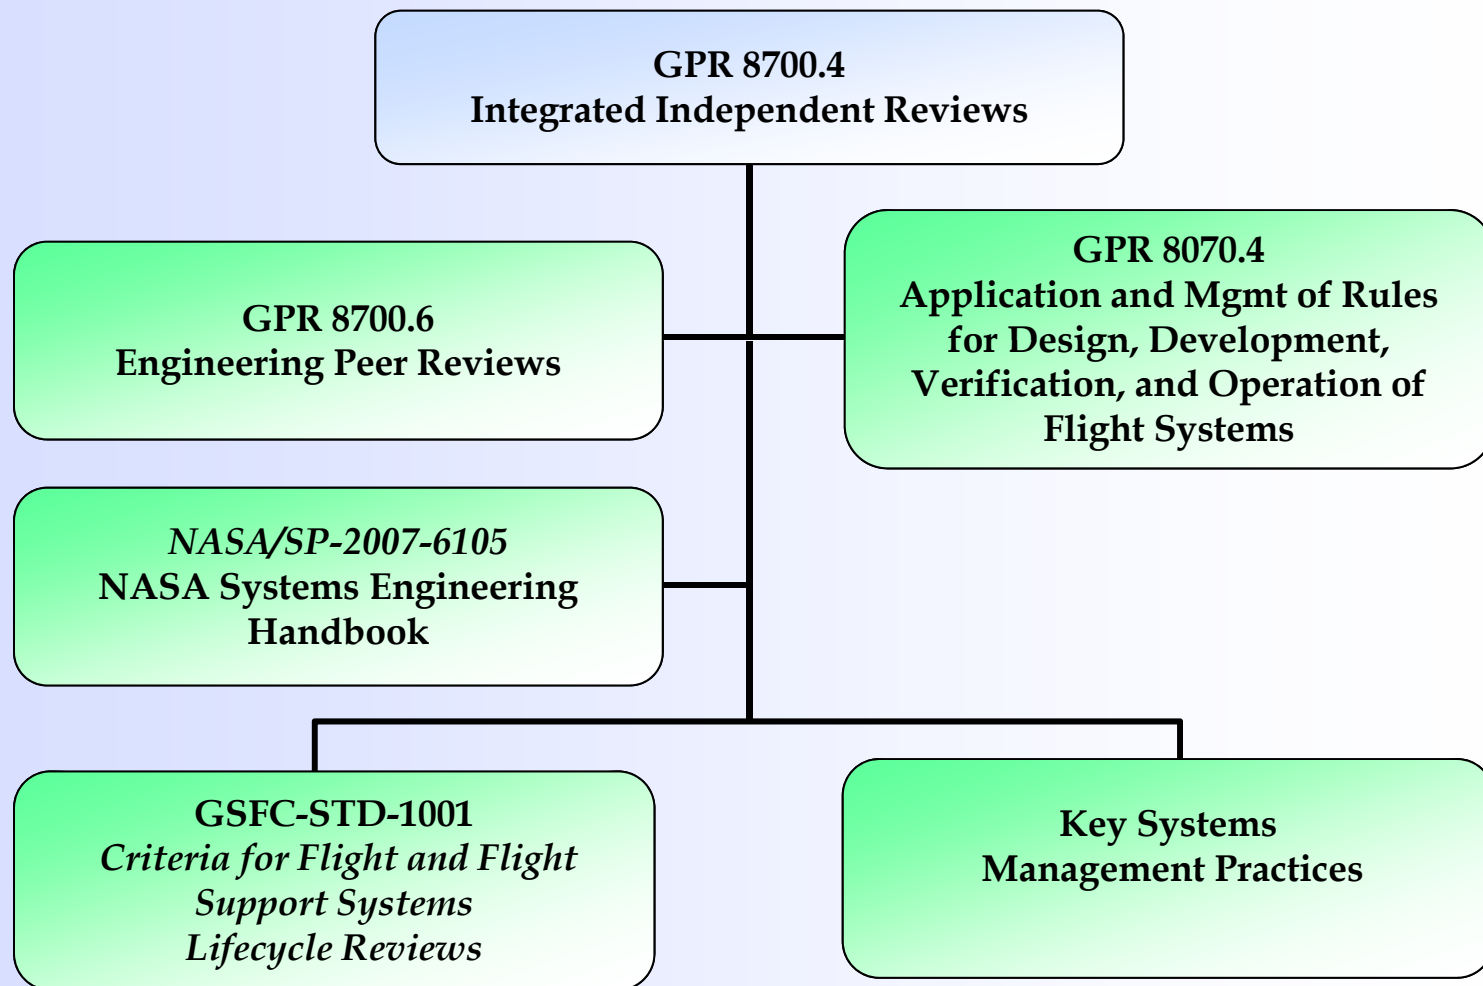 GPR 8700.4
Integrated Independent Reviews
GPR 8700.6
Engineering Peer Reviews
GPR 8070.4
Application and Mgmt of Rules
for Design, Development,
Verification, and Operation of
Flight Systems
NASA/SP-2007-6105
NASA Systems Engineering
Handbook
GSFC-STD-1001
Criteria for Flight and Flight
Support Systems
Lifecycle Reviews
Key Systems
Management Practices